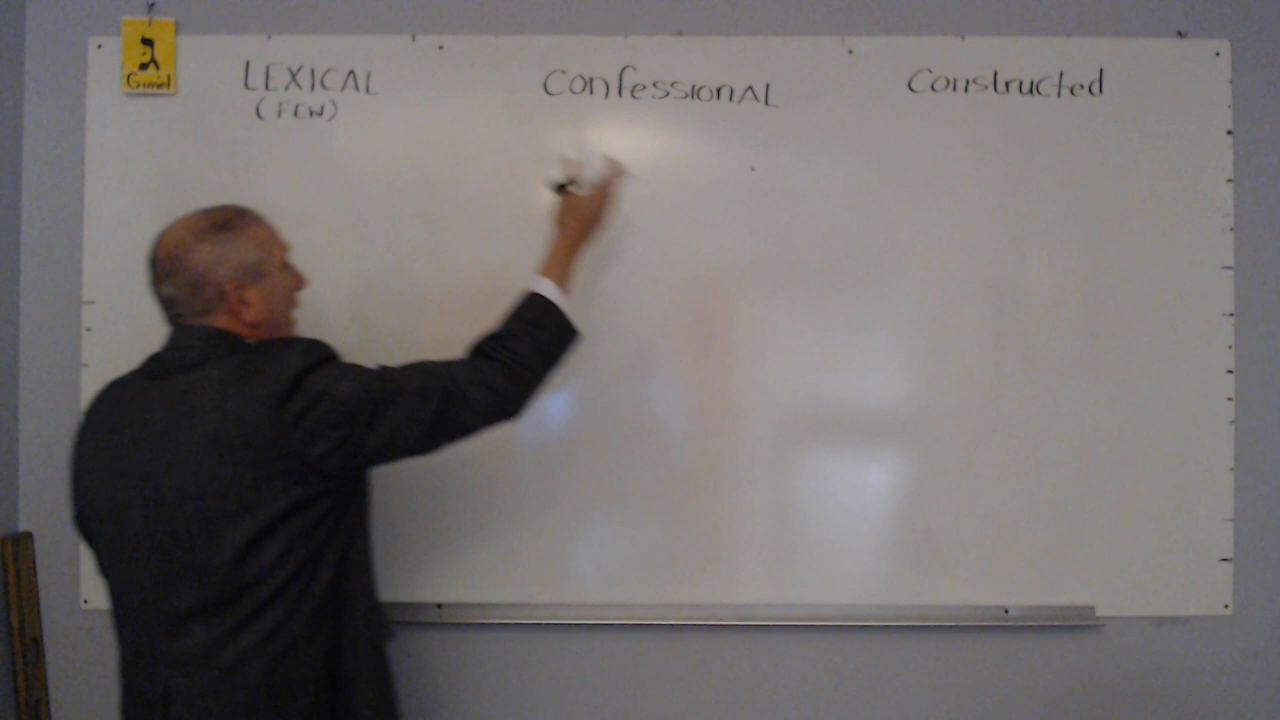 ג
Gimel
LEXICAL
(FEW)
Confessional
Constructed